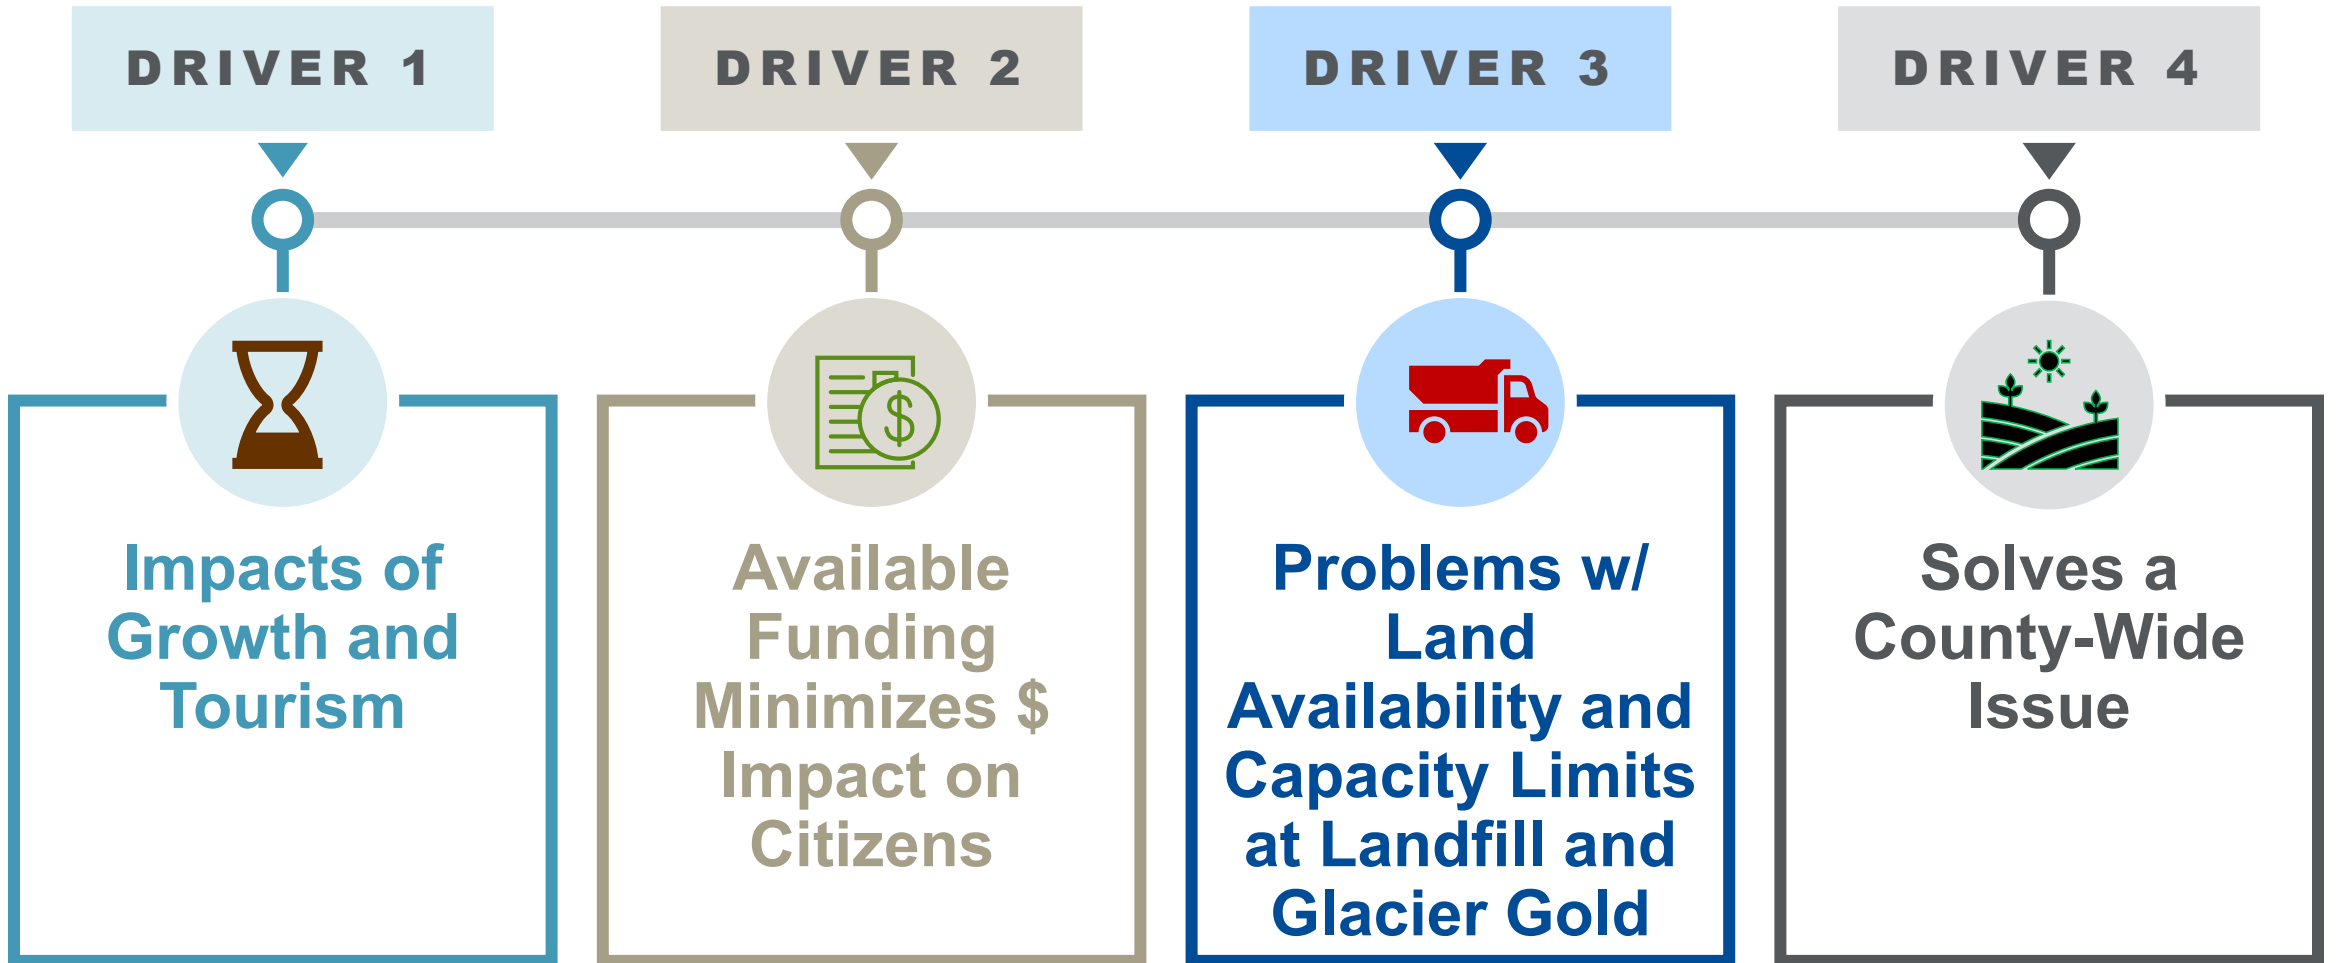 DRIVER 1
DRIVER 2
DRIVER 3
DRIVER 4
Impacts of
Growth and
Tourism
Available
Funding
Minimizes $
Impact on
Citizens
Problems w/
Land
Availability and
Capacity Limits
at Landfill and
Glacier Gold
Solves a
County-Wide
Issue